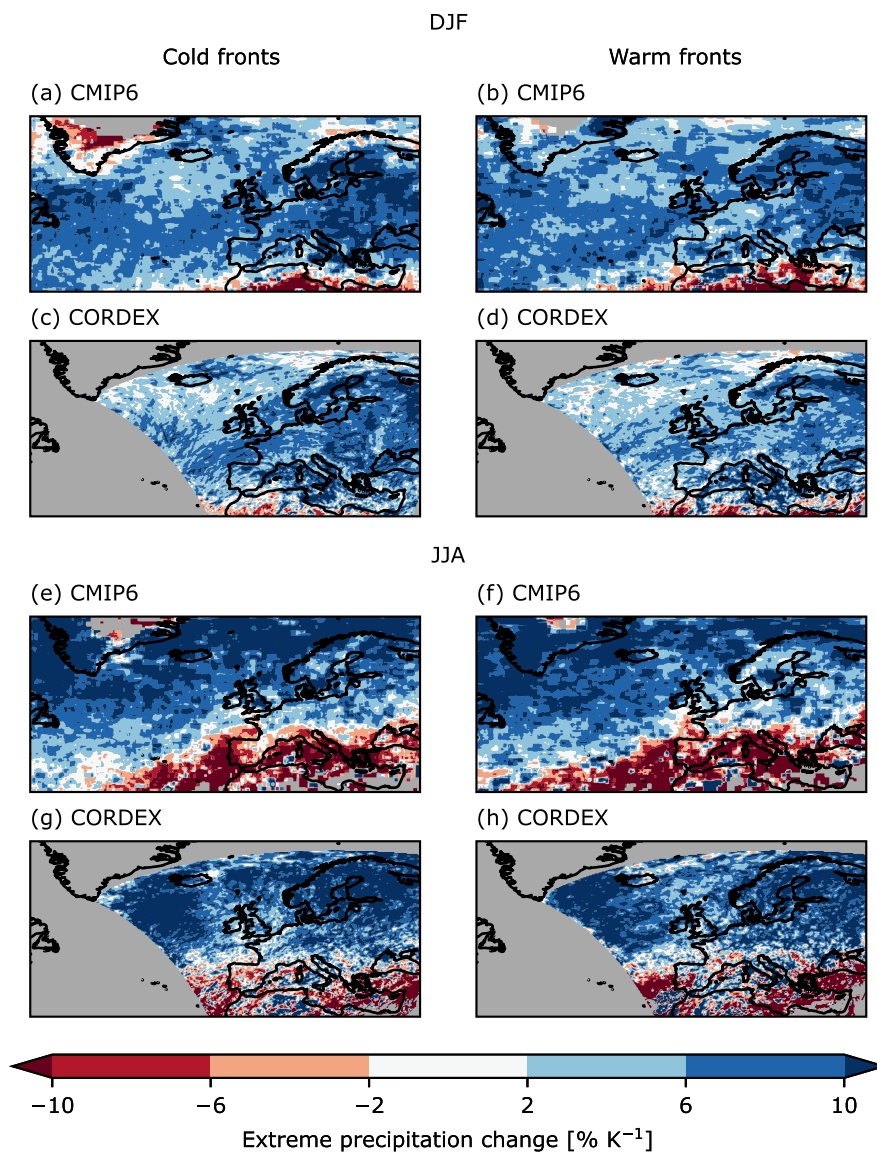 DJF
Cold fronts Warm fronts
(a) CMIP6 (b) CMIP6
(c) CORDEX (d) CORDEX
JJA
(e) CMIP6 (f) CMIP6
(g) CORDEX (h) CORDEX
−10 −6 −2 2 6 10
Extreme precipitation change [% K⁻¹]